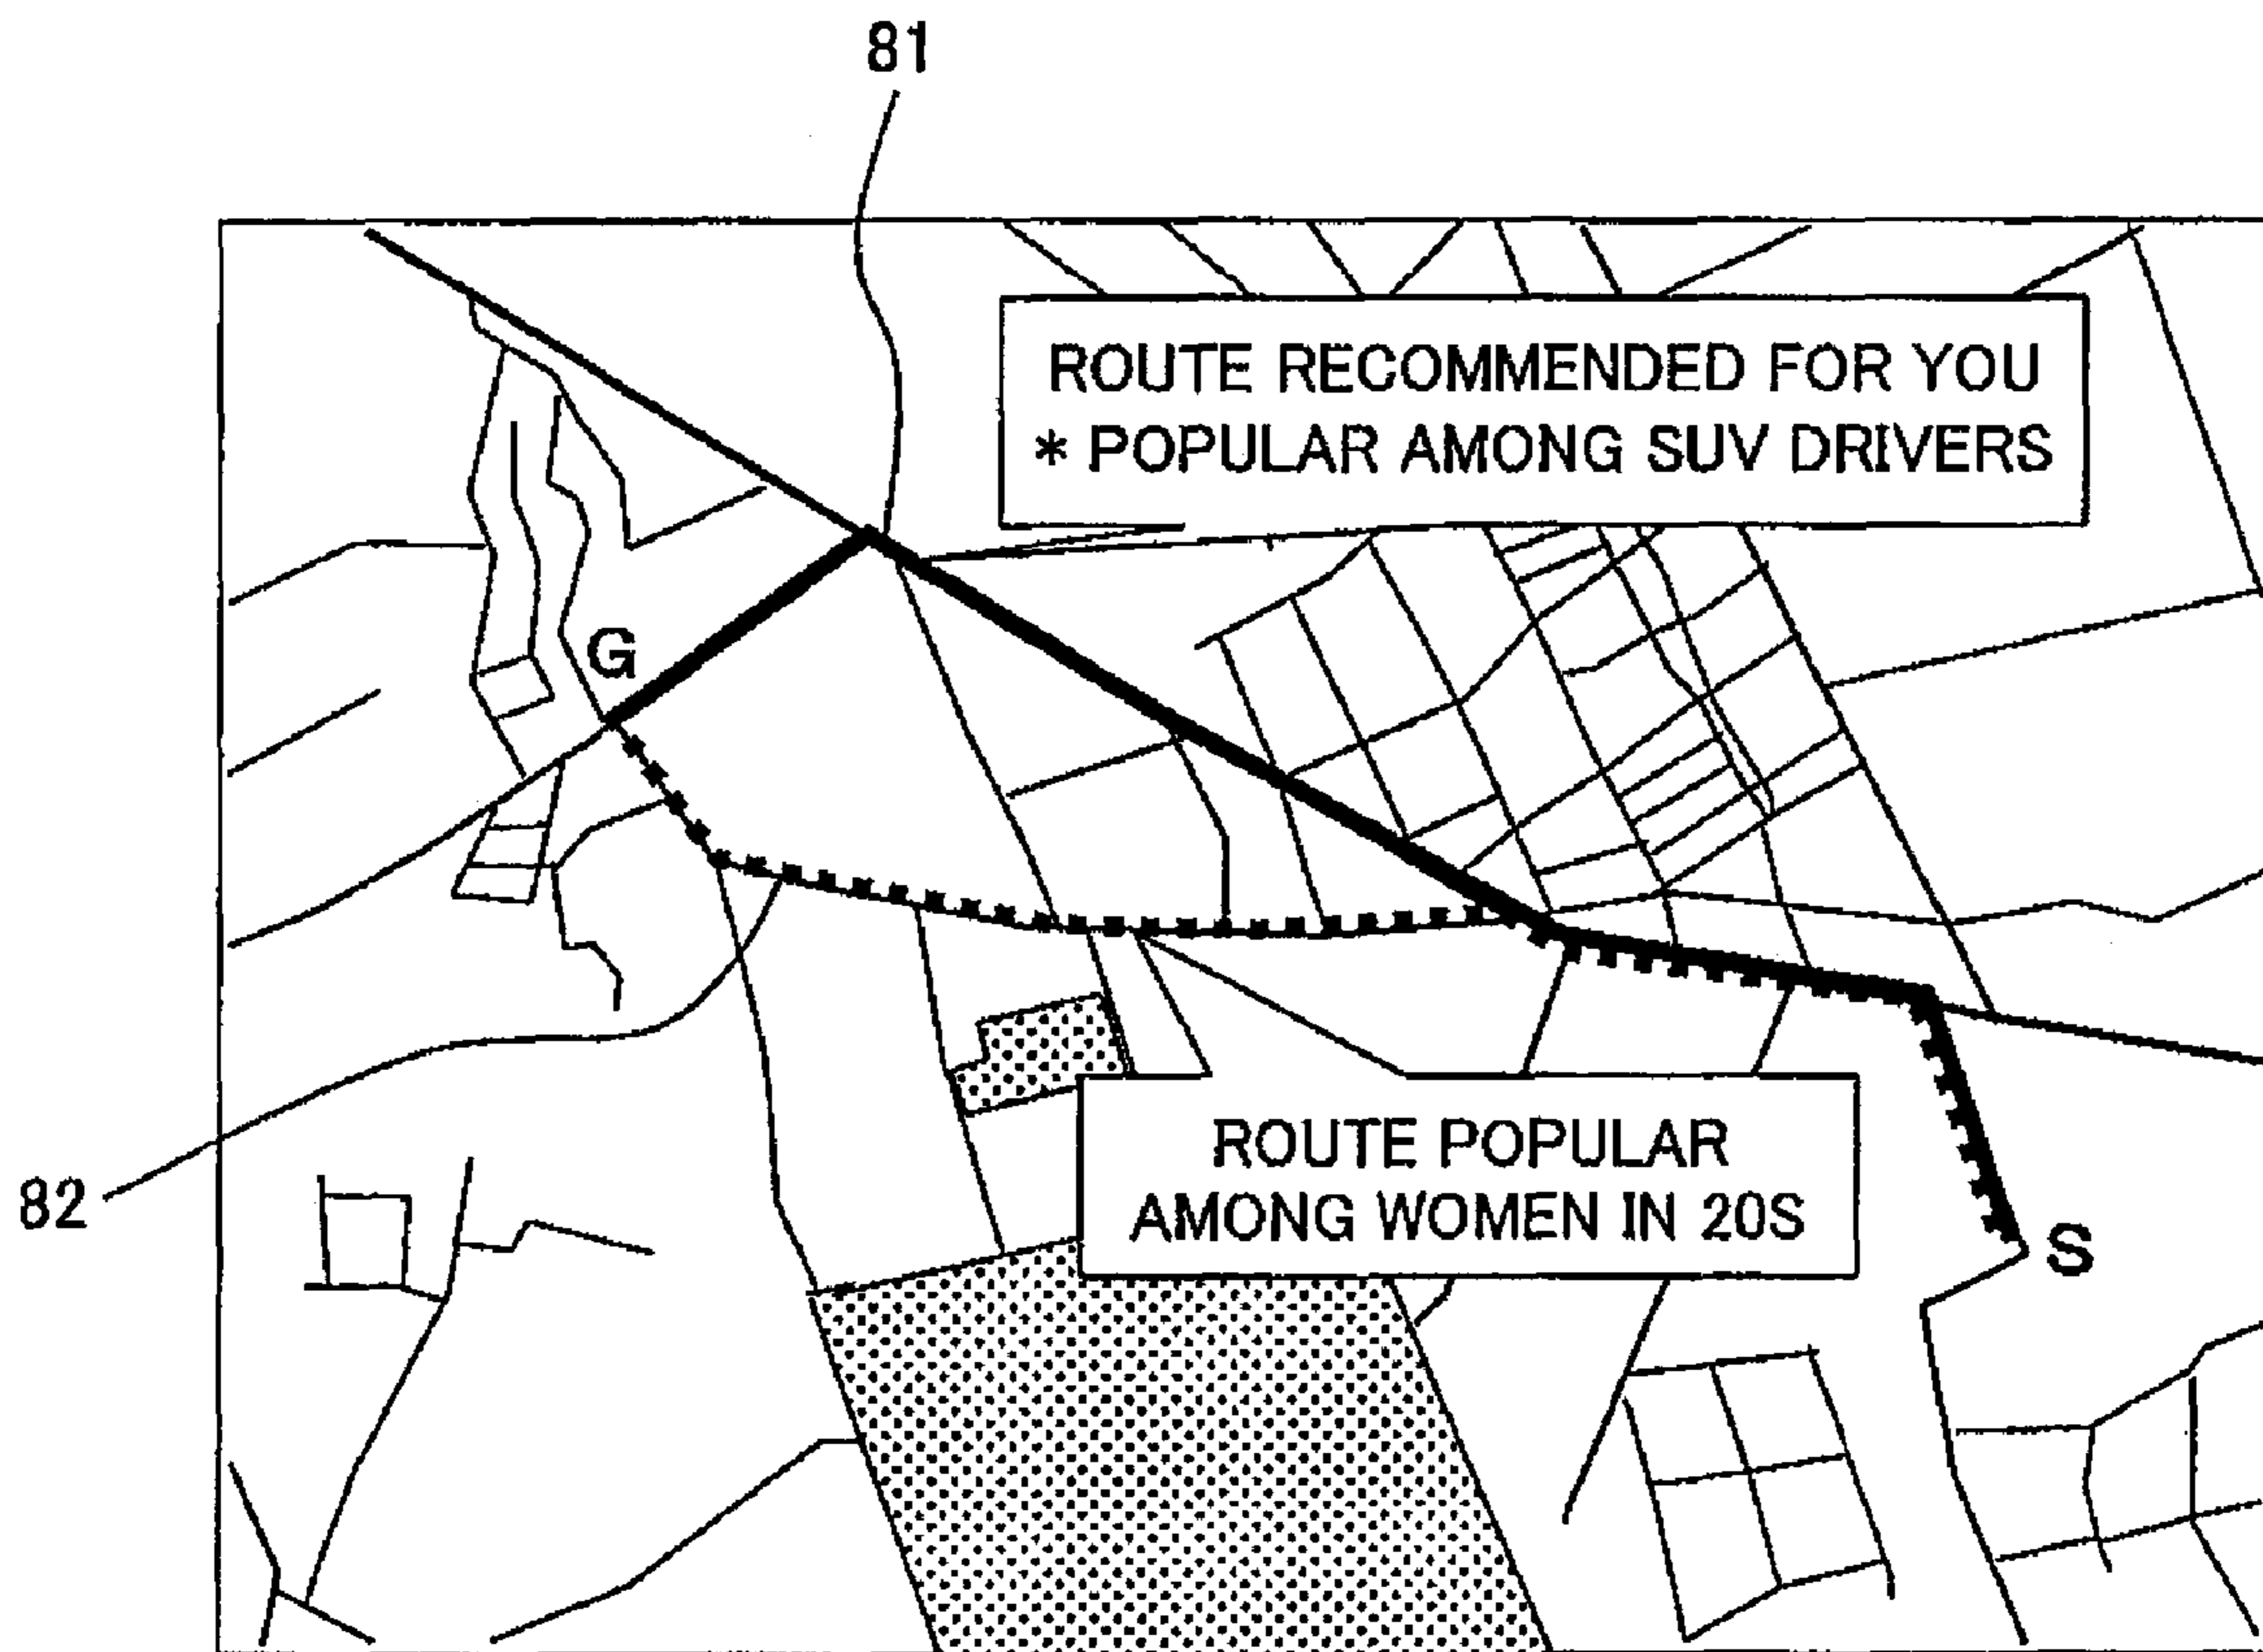 81
ROUTE RECOMMENDED FOR YOU
* POPULAR AMONG SUV DRIVERS
G
ROUTE POPULAR
AMONG WOMEN IN 20S
82
S